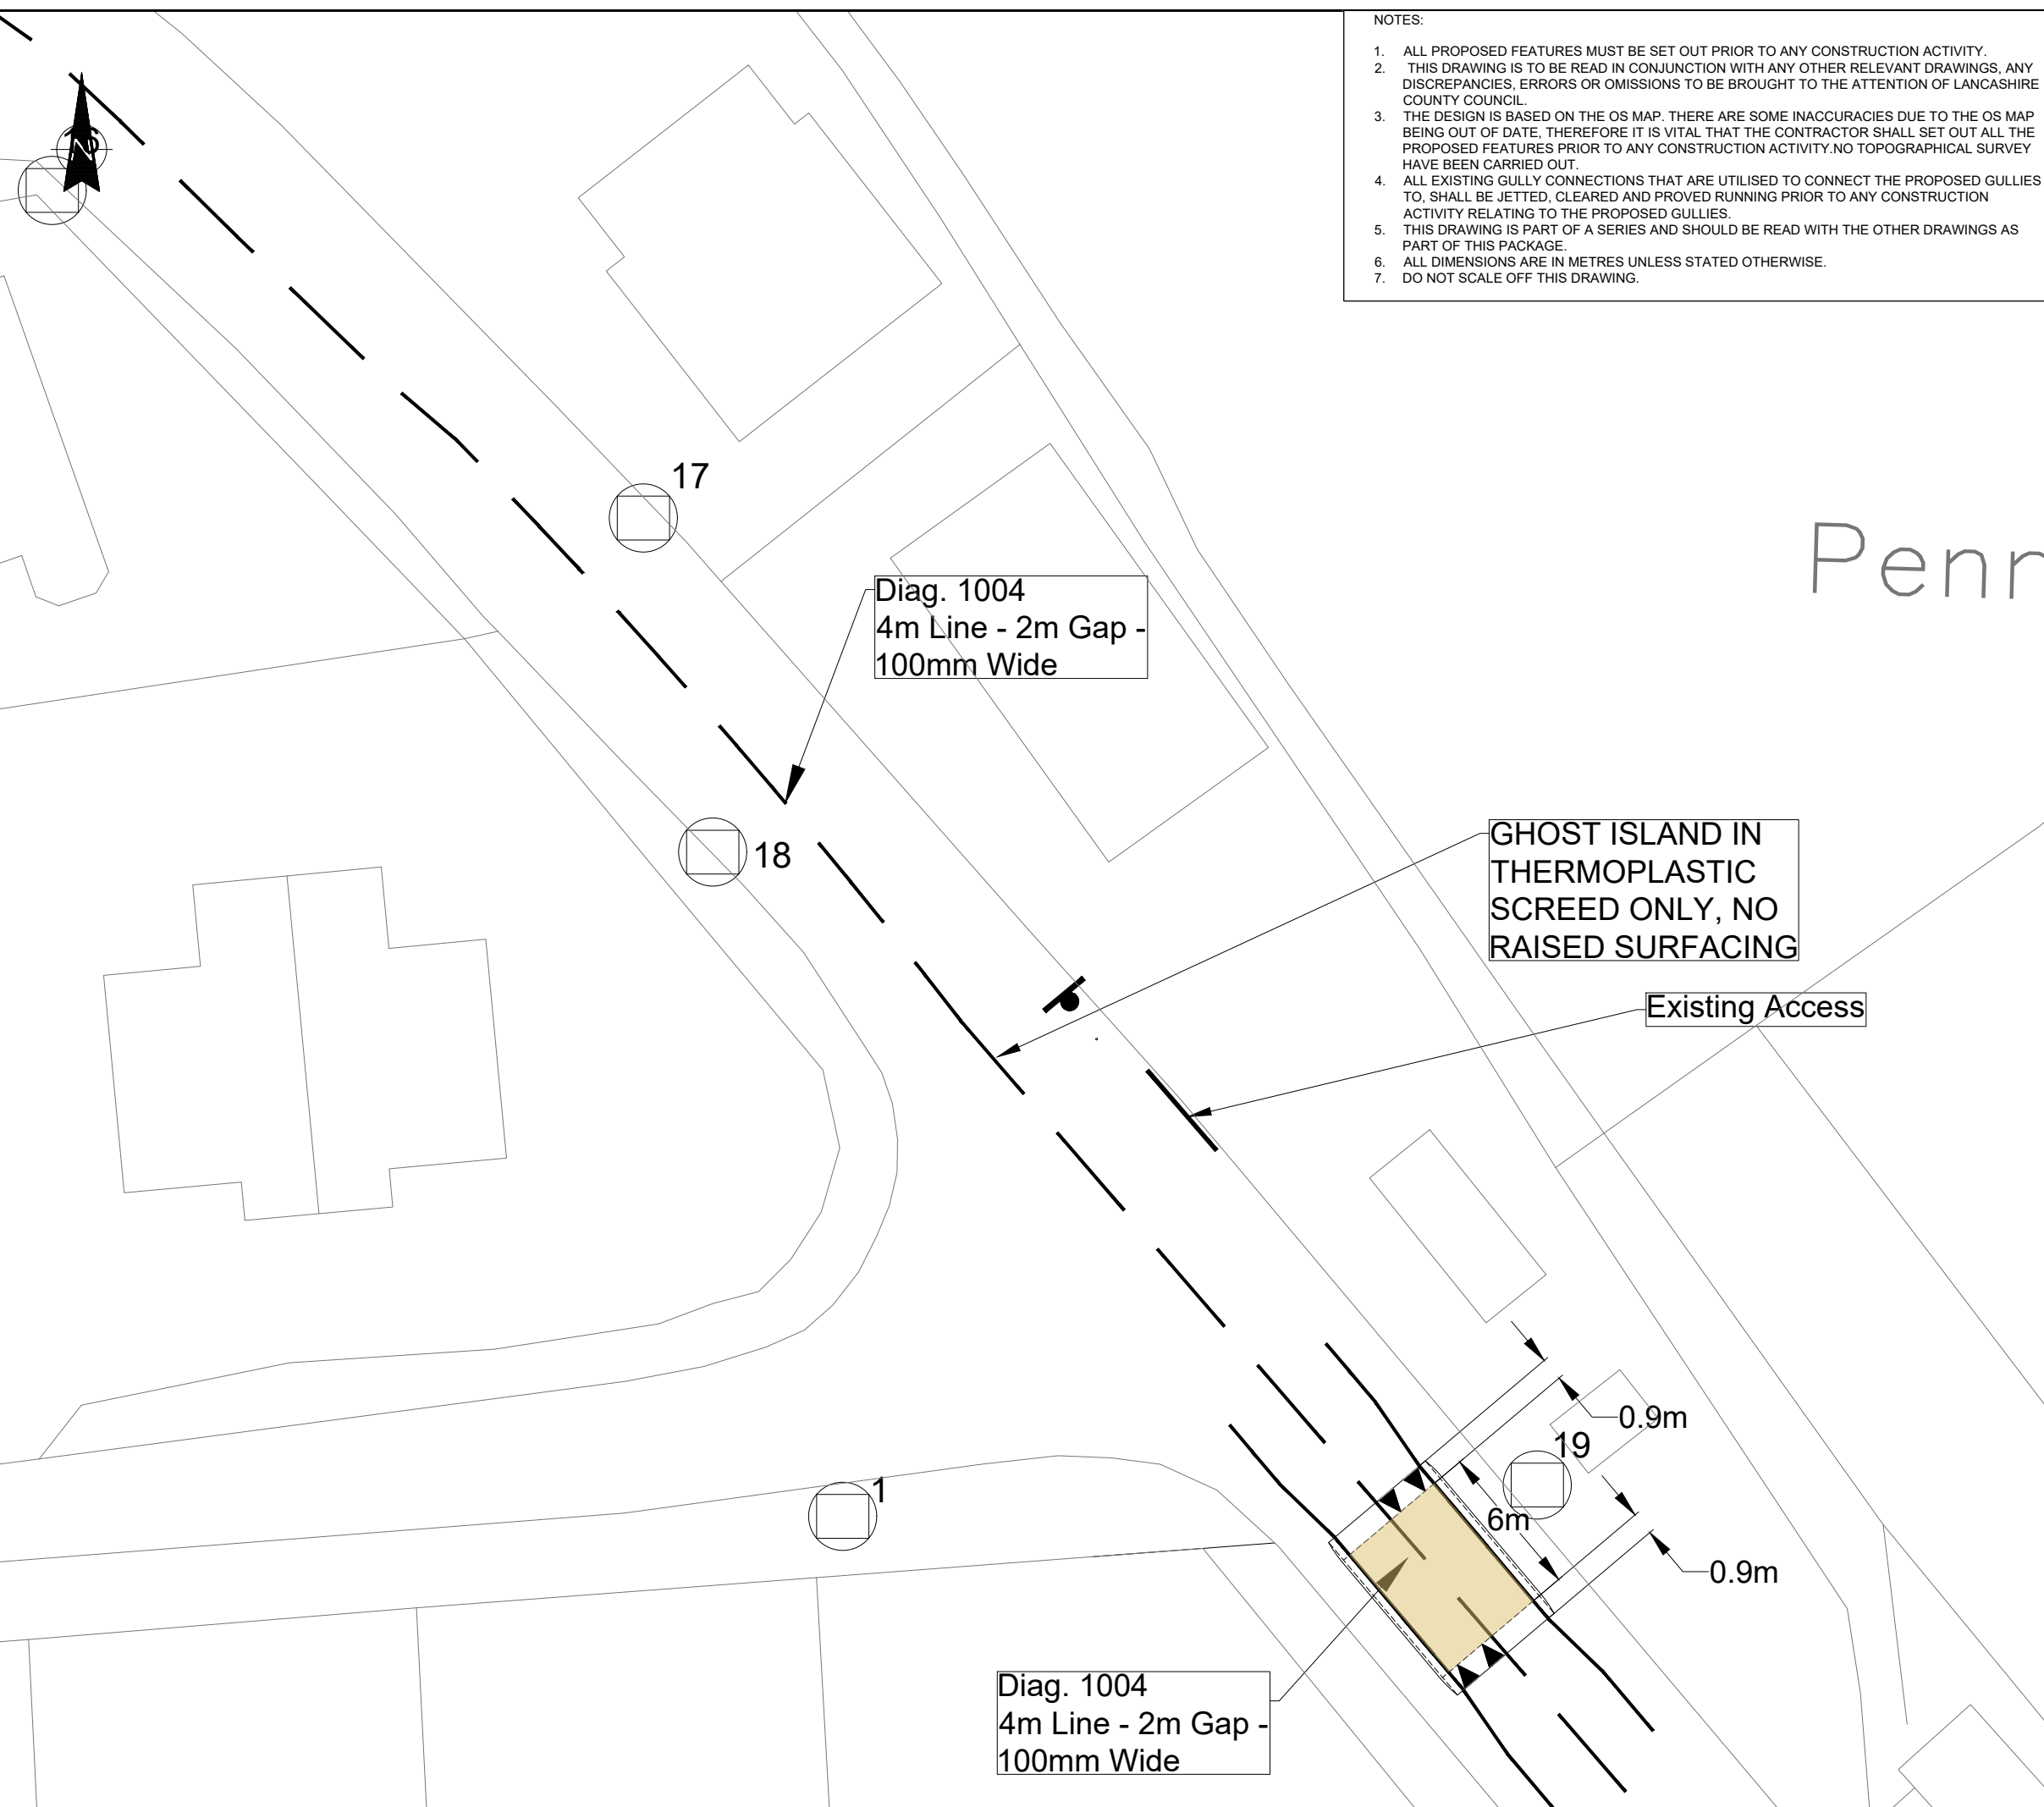 NOTES:
1. ALL PROPOSED FEATURES MUST BE SET OUT PRIOR TO ANY CONSTRUCTION ACTIVITY.
2. THIS DRAWING IS TO BE READ IN CONJUNCTION WITH ANY OTHER RELEVANT DRAWINGS, ANY
DISCREPANCIES, ERRORS OR OMISSIONS TO BE BROUGHT TO THE ATTENTION OF LANCASHIRE
COUNTY COUNCIL.
3. THE DESIGN IS BASED ON THE OS MAP. THERE ARE SOME INACCURACIES DUE TO THE OS MAP
BEING OUT OF DATE, THEREFORE IT IS VITAL THAT THE CONTRACTOR SHALL SET OUT ALL THE
PROPOSED FEATURES PRIOR TO ANY CONSTRUCTION ACTIVITY.NO TOPOGRAPHICAL SURVEY
HAVE BEEN CARRIED OUT.
4. ALL EXISTING GULLY CONNECTIONS THAT ARE UTILISED TO CONNECT THE PROPOSED GULLIES
TO, SHALL BE JETTED, CLEARED AND PROVED RUNNING PRIOR TO ANY CONSTRUCTION
ACTIVITY RELATING TO THE PROPOSED GULLIES.
5. THIS DRAWING IS PART OF A SERIES AND SHOULD BE READ WITH THE OTHER DRAWINGS AS
PART OF THIS PACKAGE.
6. ALL DIMENSIONS ARE IN METRES UNLESS STATED OTHERWISE.
7. DO NOT SCALE OFF THIS DRAWING.
16
N
17
Penr
Diag. 1004
4m Line - 2m Gap -
100mm Wide
18
GHOST ISLAND IN
THERMOPLASTIC
SCREED ONLY, NO
RAISED SURFACING
Existing Access
0.9m
19
1
6m
0.9m
Diag. 1004
4m Line - 2m Gap -
100mm Wide